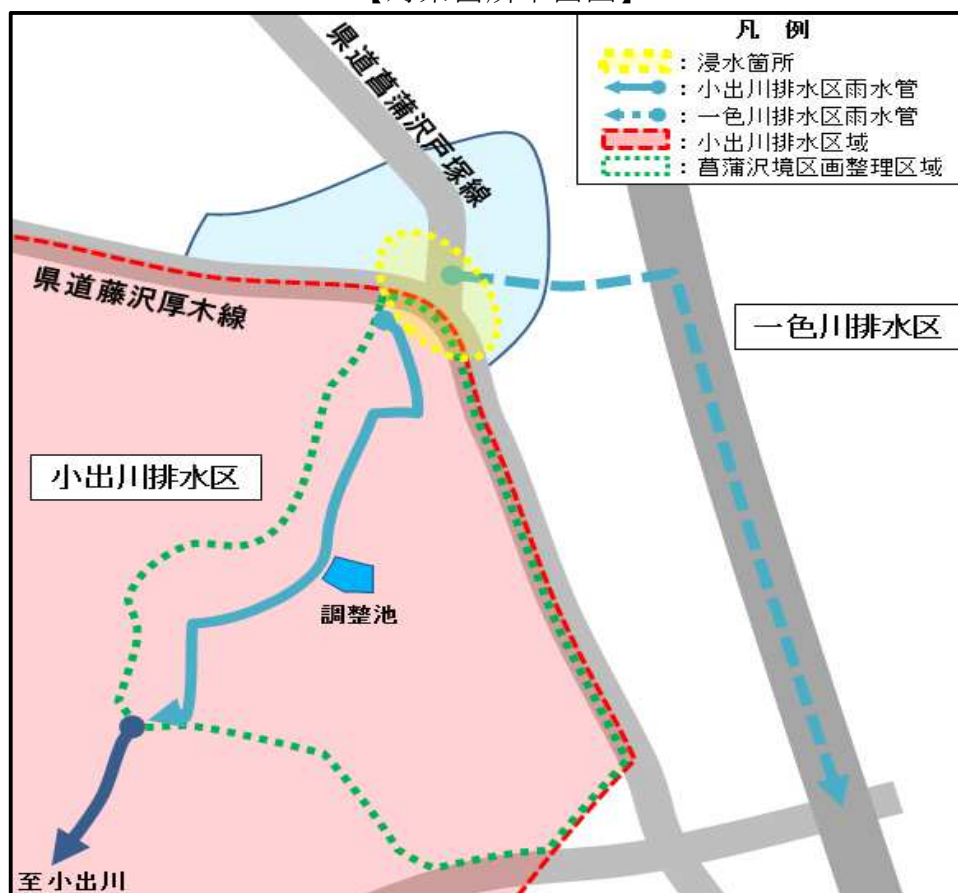 凡 例
：浸水箇所
：小出川排水区雨水管
：一色川排水区雨水管
：小出川排水区域
：菖蒲沢境区画整理区域
県道菖蒲沢戸塚線
県道藤沢厚木線
一色川排水区
小出川排水区
調整池
至小出川